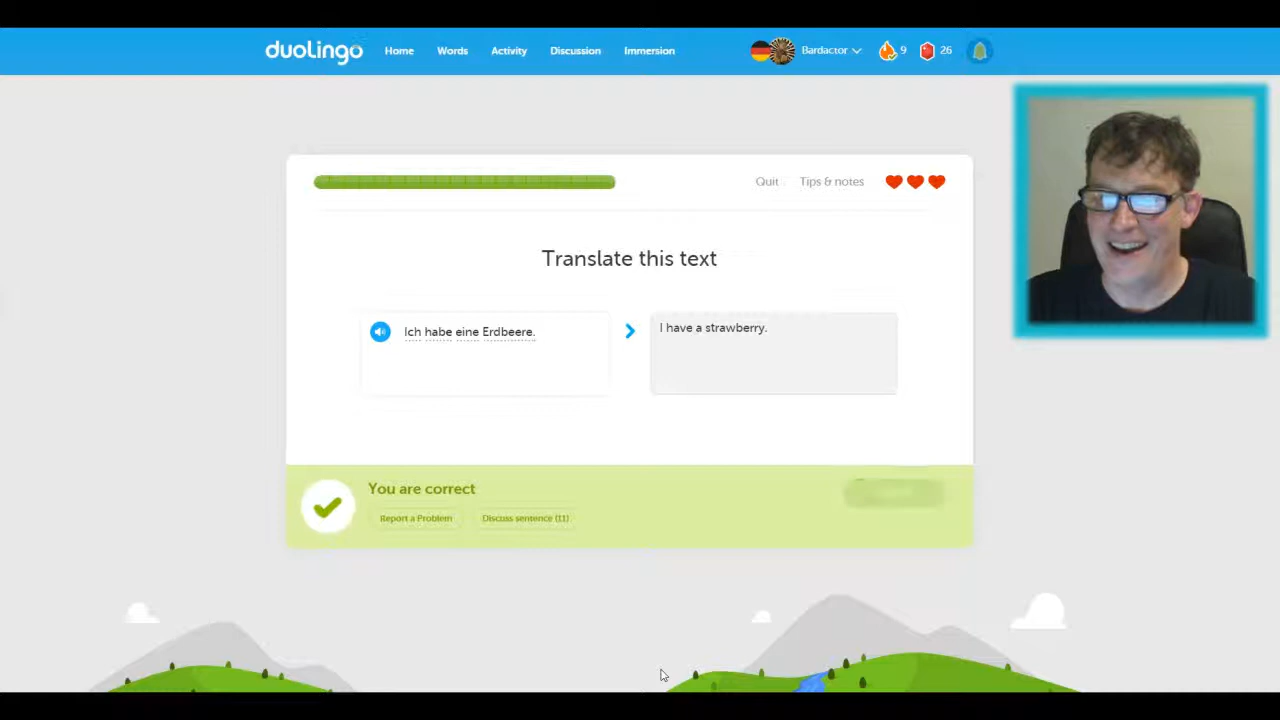 duolingo Home Words Activity Discussion Immersion Bardactor 9 26
Quit Tips & notes
Translate this text
Ich habe eine Erdbeere. I have a strawberry.
You are correct
Report a Problem Discuss sentence (11)